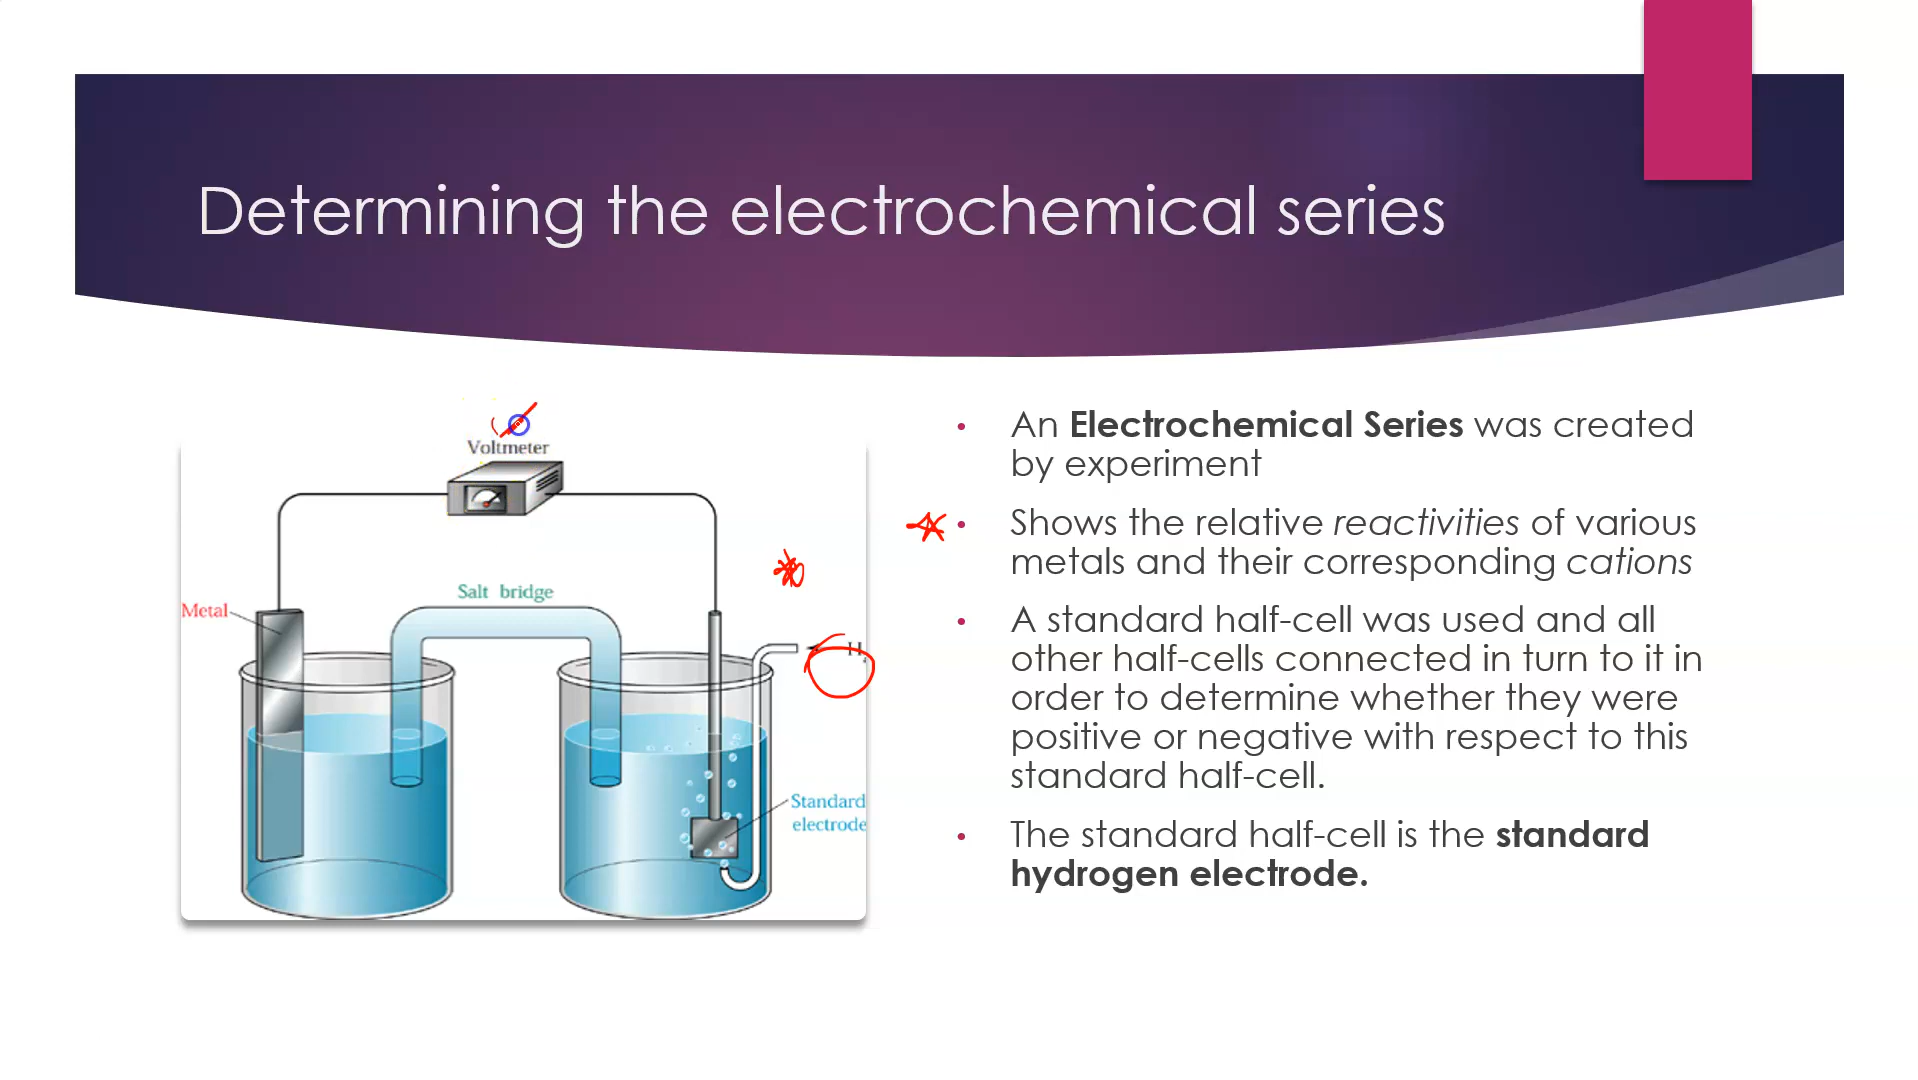 Determining the electrochemical series
Voltmeter
Salt bridge
Metal
H
Standard
electrode
• An Electrochemical Series was created
by experiment
• Shows the relative reactivities of various
metals and their corresponding cations
• A standard half-cell was used and all
other half-cells connected in turn to it in
order to determine whether they were
positive or negative with respect to this
standard half-cell.
• The standard half-cell is the standard
hydrogen electrode.